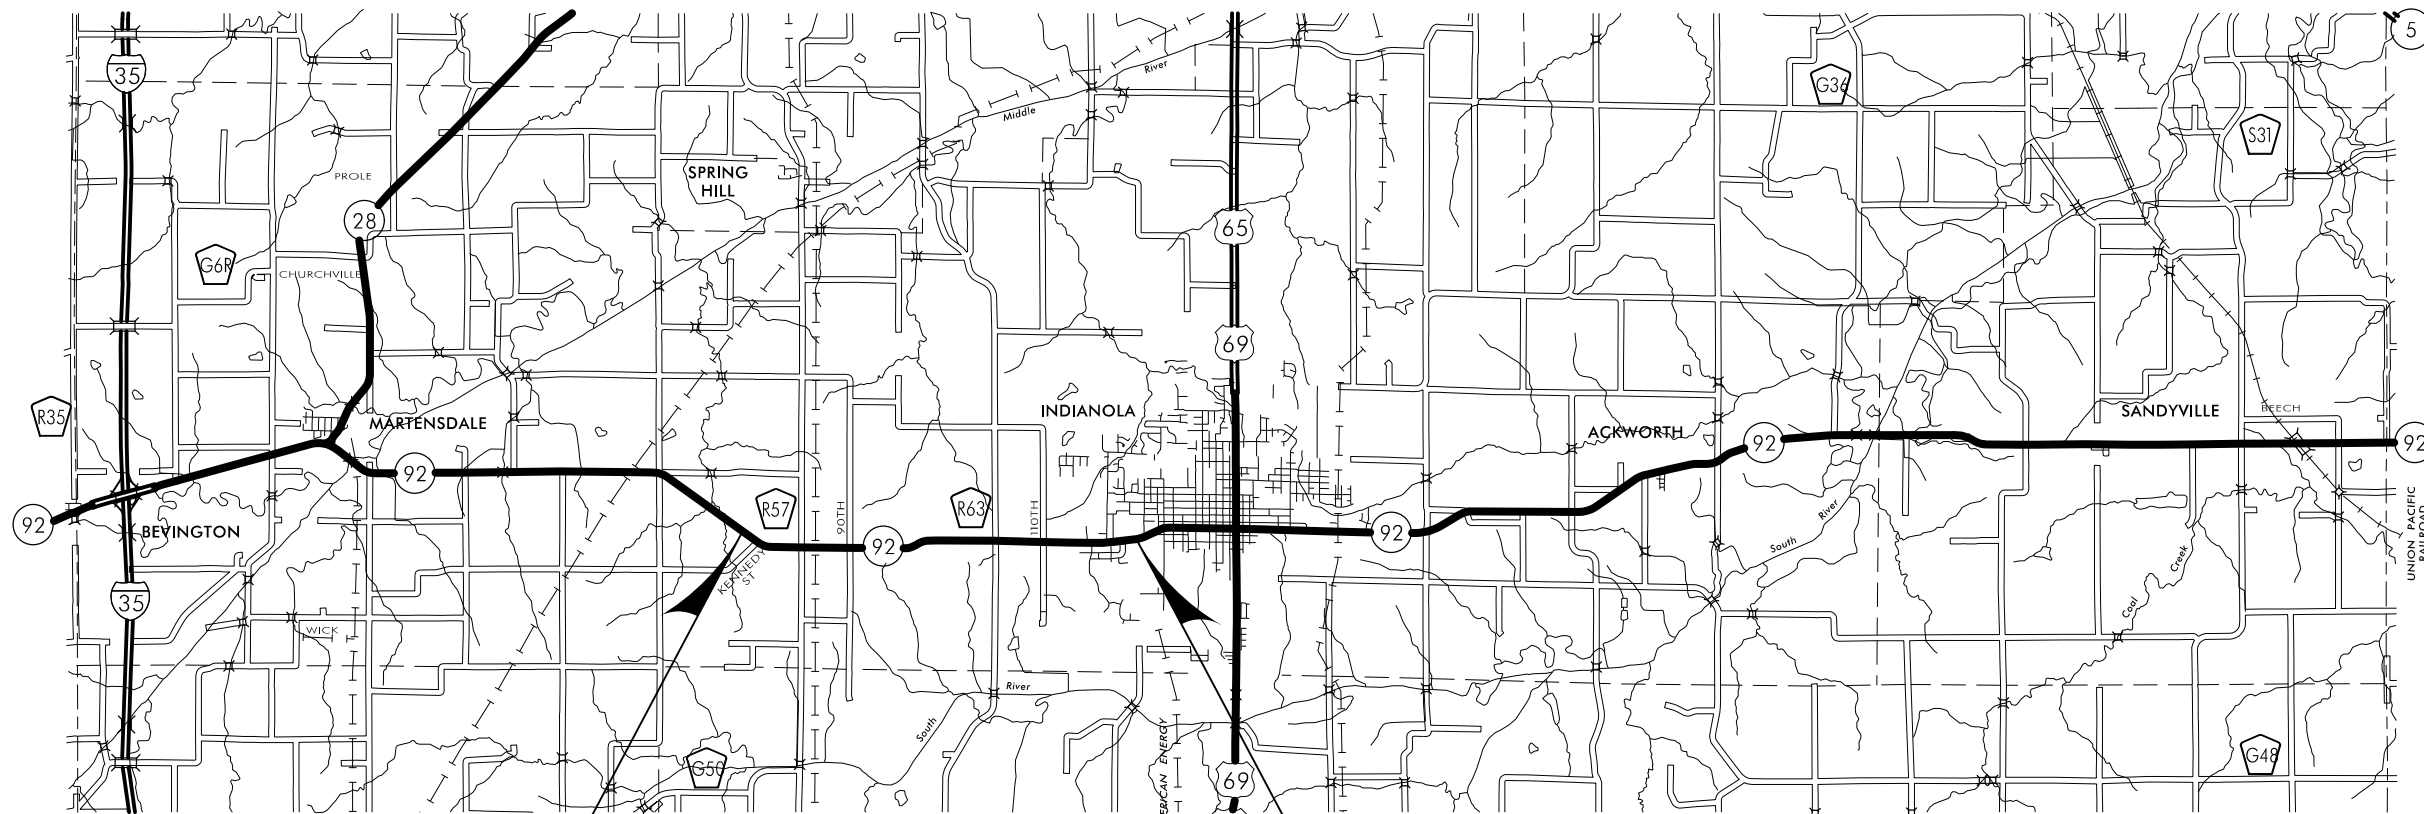 5
35
River
G36
Middle
S31
PROLE
SPRING
HILL
28
65
G6R
CHURCHVILLE
69
R35
MARTENSDALE
INDIANOLA
ACKWORTH
SANDYVILLE
BEECH
92
92
92
92
BEVINGTON
R57
90TH
R63
110TH
92
92
River
South
UNION PACIFIC
RAILROAD
KENNEDY
ST
Creek
Coal
35
WICK
River
South
G50
69
G48